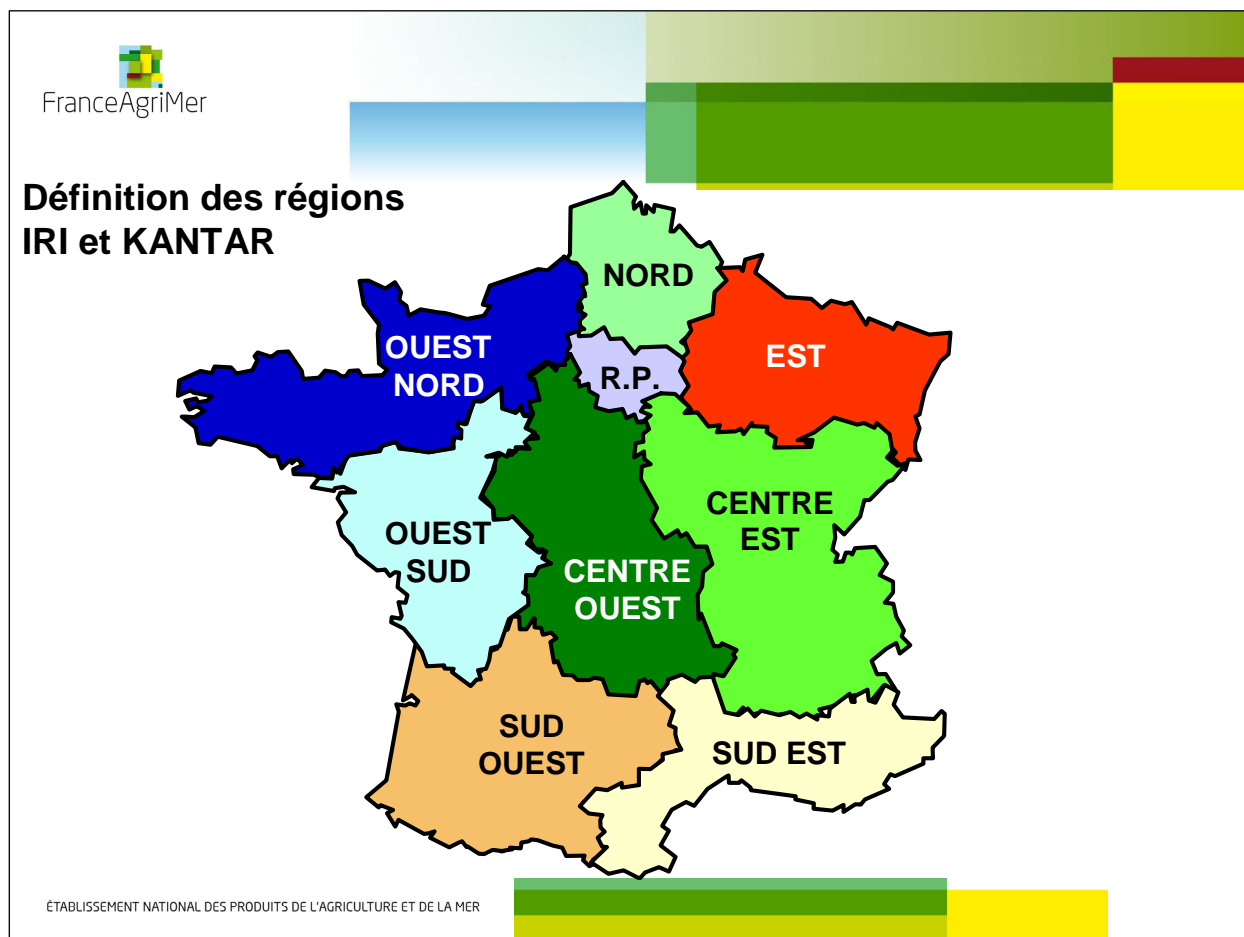 FranceAgriMer
Définition des régions
IRI et KANTAR
NORD
OUEST
NORD
R.P.
EST
CENTRE
EST
OUEST
SUD
CENTRE
OUEST
SUD
OUEST
SUD EST
ÉTABLISSEMENT NATIONAL DES PRODUITS DE L'AGRICULTURE ET DE LA MER